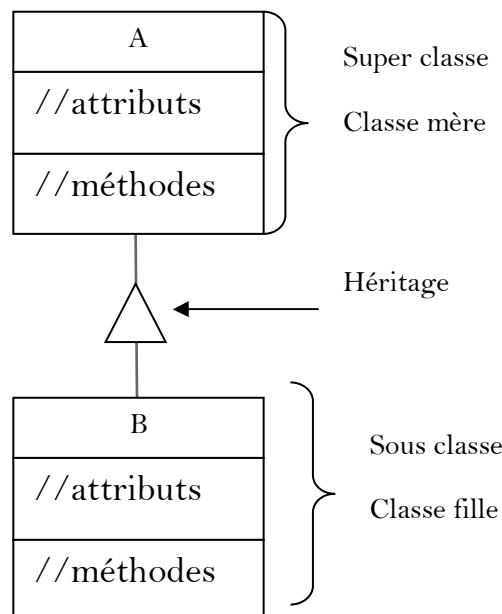 A
//attributs
//méthodes
Super classe
Classe mère
Héritage
B
//attributs
//méthodes
Sous classe
Classe fille